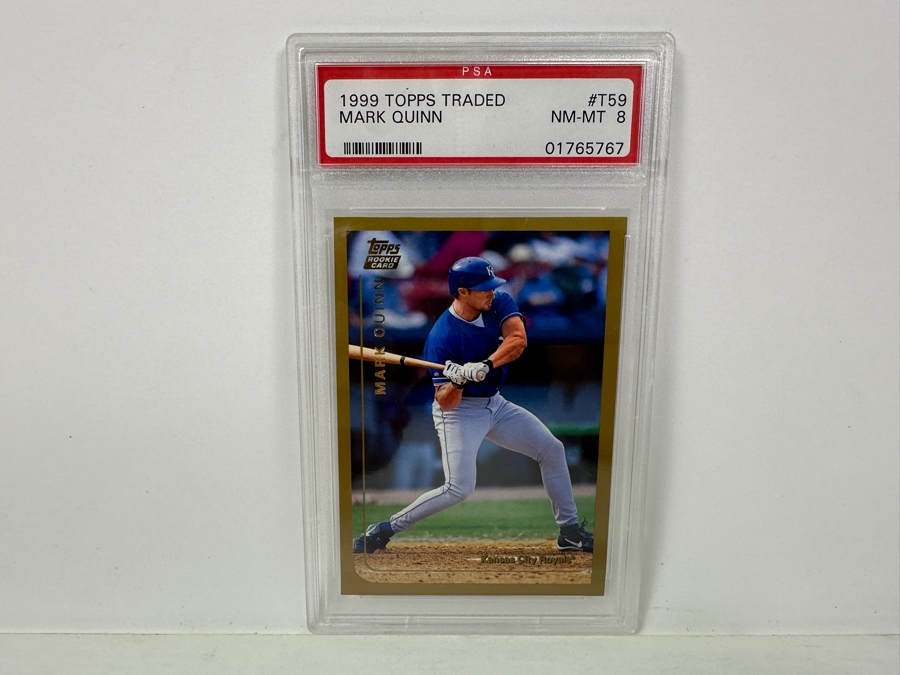 PSA
1999 TOPPS TRADED #T59
MARK QUINN NM-MT 8
01765767
Topps
ROOKIE
CARD
MARK QUINN
Kansas City Royals